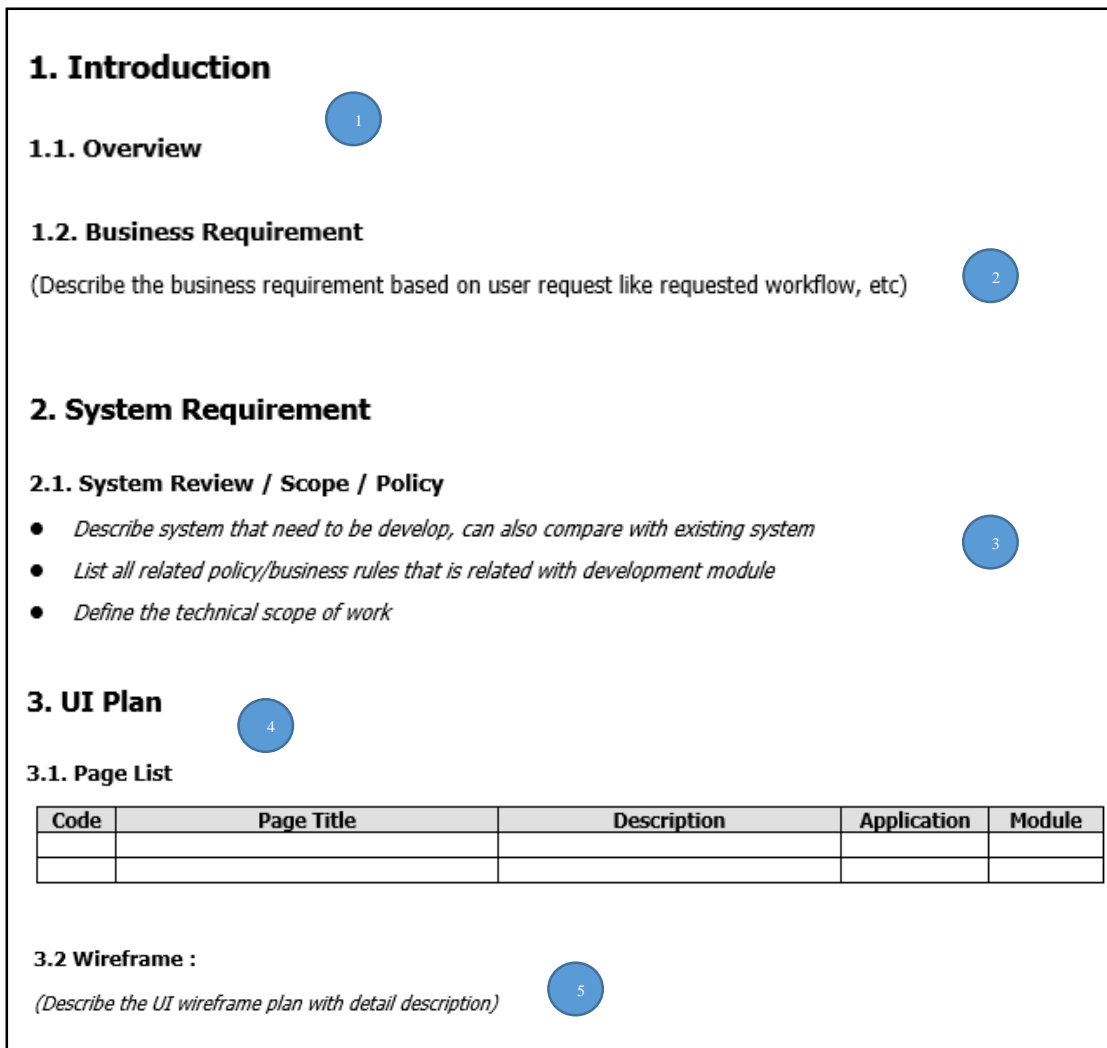 1. Introduction
1
1.1. Overview
1.2. Business Requirement
(Describe the business requirement based on user request like requested workflow, etc)
2
2. System Requirement
2.1. System Review / Scope / Policy
● Describe system that need to be develop, can also compare with existing system
3
● List all related policy/business rules that is related with development module
● Define the technical scope of work
3. UI Plan
4
3.1. Page List
Code Page Title Description Application Module
3.2 Wireframe :
(Describe the UI wireframe plan with detail description)
5